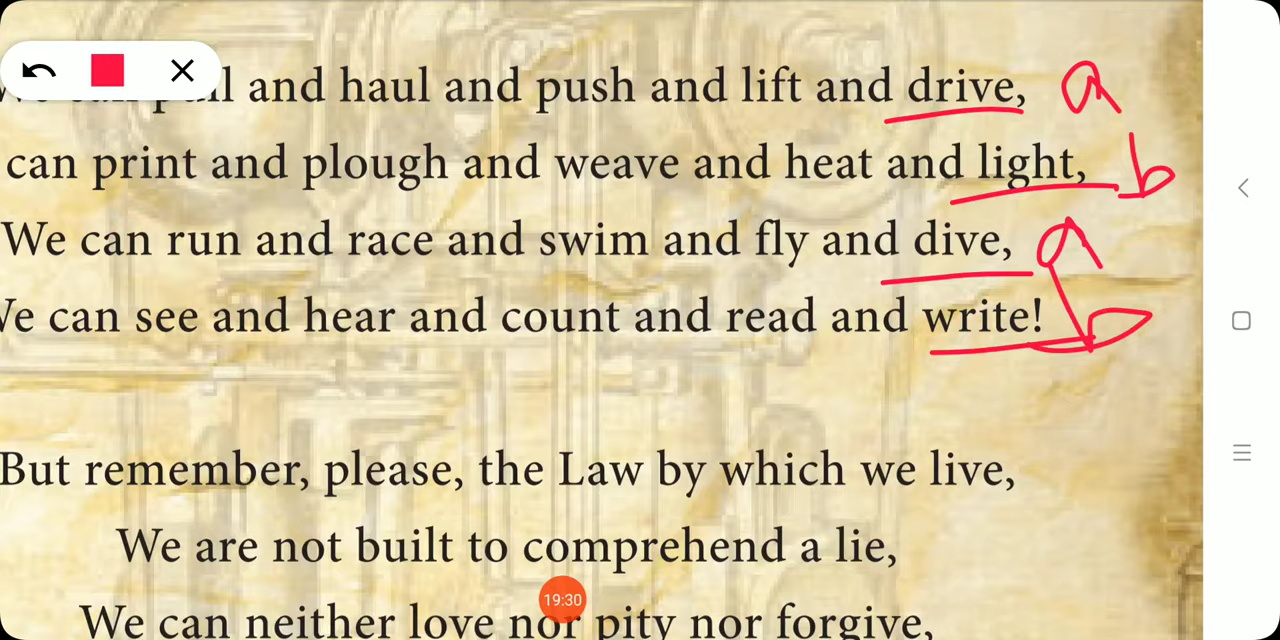 and haul and push and lift and drive, a
can print and plough and weave and heat and light, b
We can run and race and swim and fly and dive, a
We can see and hear and count and read and write! b
But remember, please, the Law by which we live,
We are not built to comprehend a lie,
We can neither love nor pity nor forgive,
19:30